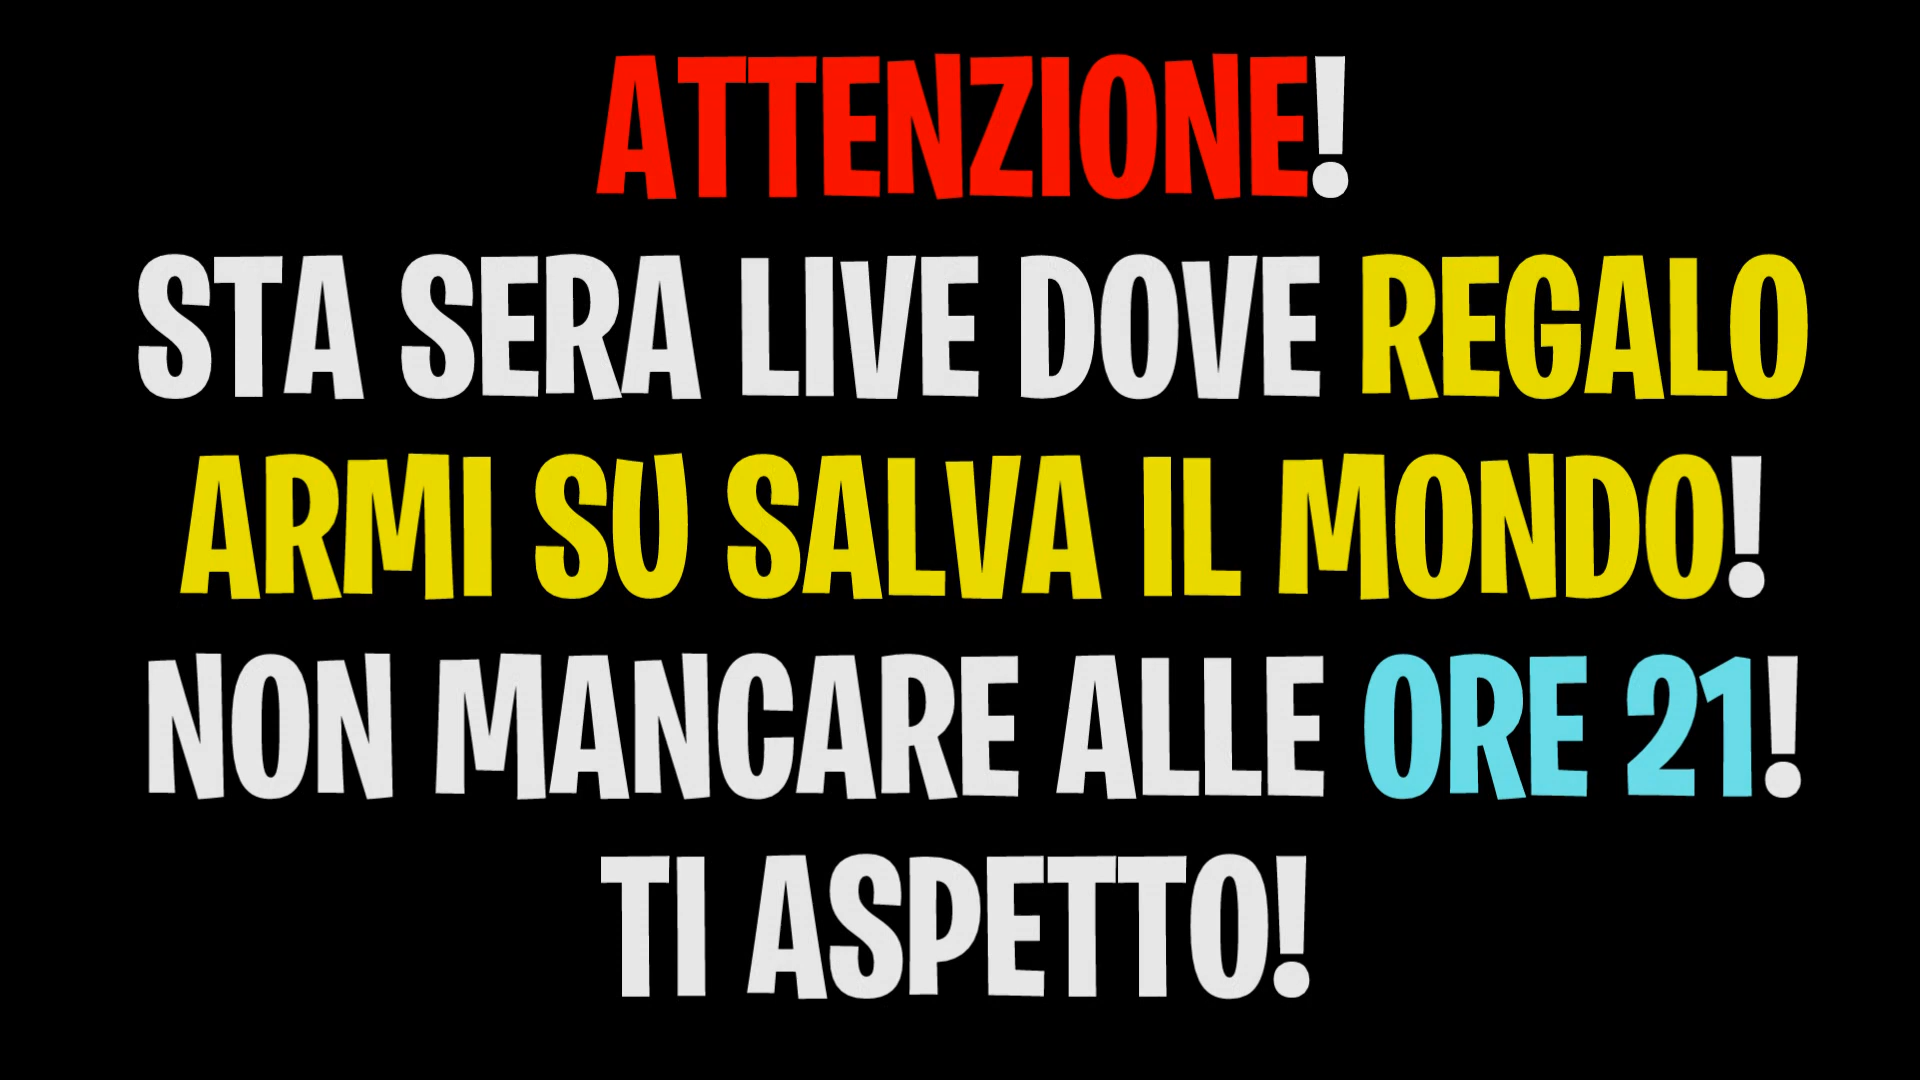 ATTENZIONE!
STA SERA LIVE DOVE REGALO
ARMI SU SALVA IL MONDO!
NON MANCARE ALLE ORE 21!
TI ASPETTO!